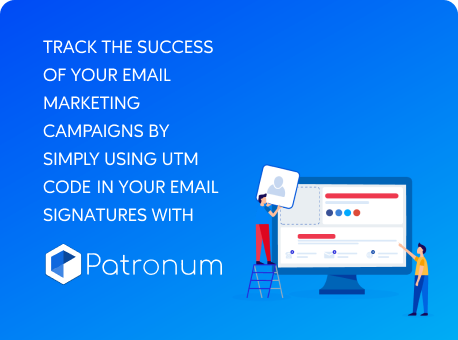 TRACK THE SUCCESS
OF YOUR EMAIL
MARKETING
CAMPAIGNS BY
SIMPLY USING UTM
CODE IN YOUR EMAIL
SIGNATURES WITH
Patronum